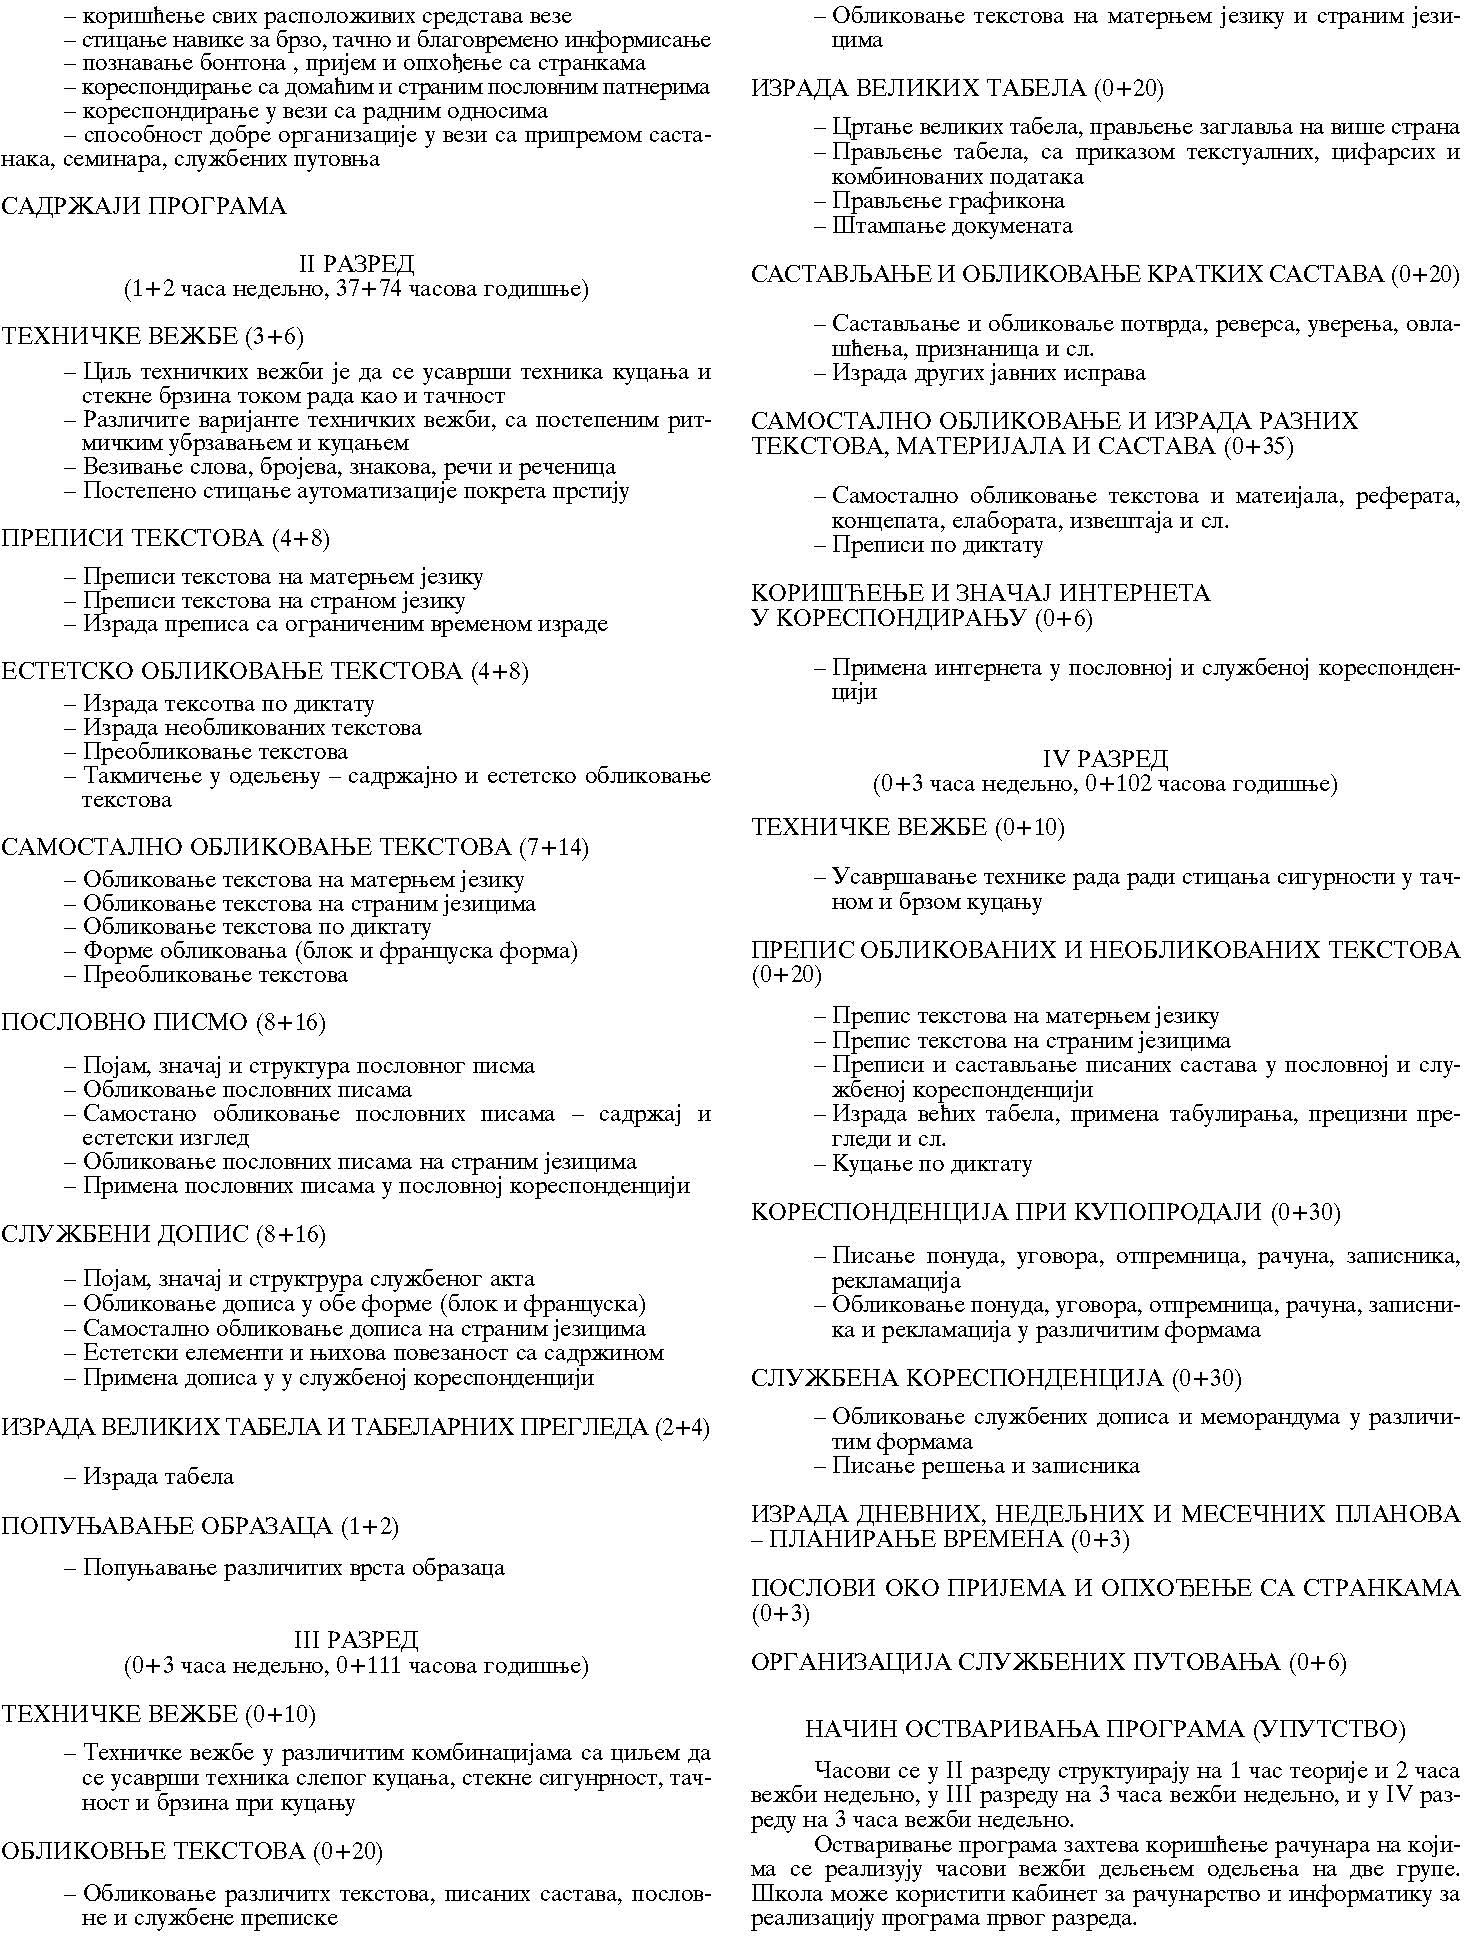 – коришћење свих расположивих средстава везе
– стицање навике за брзо, тачно и благовремено информисање
– познавање бонтона , пријем и опхођење са странкама
– кореспондирање са домаћим и страним пословним патнерима
– кореспондирање у вези са радним односима
– способност добре организације у вези са припремом саста-
нака, семинара, службених путовња
САДРЖАЈИ ПРОГРАМА
II РАЗРЕД
(1+2 часа недељно, 37+74 часова годишње)
ТЕХНИЧКЕ ВЕЖБЕ (3+6)
– Циљ техничких вежби је да се усаврши техника куцања и
стекне брзина током рада као и тачност
– Различите варијанте техничких вежби, са постепеним рит-
мичким убрзавањем и куцањем
– Везивање слова, бројева, знакова, речи и реченица
– Постепено стицање аутоматизације покрета прстију
ПРЕПИСИ ТЕКСТОВА (4+8)
– Преписи текстова на матерњем језику
– Преписи текстова на страном језику
– Израда преписа са ограниченим временом израде
ЕСТЕТСКО ОБЛИКОВАЊЕ ТЕКСТОВА (4+8)
– Израда тексотва по диктату
– Израда необликованих текстова
– Преобликовање текстова
– Такмичење у одељењу – садржајно и естетско обликовање
текстова
САМОСТАЛНО ОБЛИКОВАЊЕ ТЕКСТОВА (7+14)
– Обликовање текстова на матерњем језику
– Обликовање текстова на страним језицима
– Обликовање текстова по диктату
– Форме обликовања (блок и француска форма)
– Преобликовање текстова
ПОСЛОВНО ПИСМО (8+16)
– Појам, значај и структура пословног писма
– Обликовање пословних писама
– Самостано обликовање пословних писама – садржај и
естетски изглед
– Обликовање пословних писама на страним језицима
– Примена пословних писама у пословној кореспонденцији
СЛУЖБЕНИ ДОПИС (8+16)
– Појам, значај и структрура службеног акта
– Обликовање дописа у обе форме (блок и француска)
– Самостално обликовање дописа на страним језицима
– Естетски елементи и њихова повезаност са садржином
– Примена дописа у у службеној кореспонденцији
ИЗРАДА ВЕЛИКИХ ТАБЕЛА И ТАБЕЛАРНИХ ПРЕГЛЕДА (2+4)
– Израда табела
ПОПУЊАВАЊЕ ОБРАЗАЦА (1+2)
– Попуњавање различитих врста образаца
III РАЗРЕД
(0+3 часа недељно, 0+111 часова годишње)
ТЕХНИЧКЕ ВЕЖБЕ (0+10)
– Техничке вежбе у различитим комбинацијама са циљем да
се усаврши техника слепог куцања, стекне сигунрност, тач-
ност и брзина при куцању
ОБЛИКОВЊЕ ТЕКСТОВА (0+20)
– Обликовање различитх текстова, писаних састава, послов-
не и службене преписке
– Обликовање текстова на матерњем језику и страним јези-
цима
ИЗРАДА ВЕЛИКИХ ТАБЕЛА (0+20)
– Цртање великих табела, прављење заглавља на више страна
– Прављење табела, са приказом текстуалних, цифарсих и
комбинованих података
– Прављење графикона
– Штампање докумената
САСТАВЉАЊЕ И ОБЛИКОВАЊЕ КРАТКИХ САСТАВА (0+20)
– Састављање и обликоваље потврда, реверса, уверења, овла-
шћења, признаница и сл.
– Израда других јавних исправа
САМОСТАЛНО ОБЛИКОВАЊЕ И ИЗРАДА РАЗНИХ
ТЕКСТОВА, МАТЕРИЈАЛА И САСТАВА (0+35)
– Самостално обликовање текстова и матеијала, реферата,
концепата, елабората, извештаја и сл.
– Преписи по диктату
КОРИШЋЕЊЕ И ЗНАЧАЈ ИНТЕРНЕТА
У КОРЕСПОНДИРАЊУ (0+6)
– Примена интернета у пословној и службеној кореспонден-
цији
IV РАЗРЕД
(0+3 часа недељно, 0+102 часова годишње)
ТЕХНИЧКЕ ВЕЖБЕ (0+10)
– Усавршавање технике рада ради стицања сигурности у тач-
ном и брзом куцању
ПРЕПИС ОБЛИКОВАНИХ И НЕОБЛИКОВАНИХ ТЕКСТОВА
(0+20)
– Препис текстова на матерњем језику
– Препис текстова на страним језицима
– Преписи и састављање писаних састава у пословној и слу-
жбеној кореспонденцији
– Израда већих табела, примена табулирања, прецизни пре-
гледи и сл.
– Куцање по диктату
КОРЕСПОНДЕНЦИЈА ПРИ КУПОПРОДАЈИ (0+30)
– Писање понуда, уговора, отпремница, рачуна, записника,
рекламација
– Обликовање понуда, уговора, отпремница, рачуна, записни-
ка и рекламација у различитим формама
СЛУЖБЕНА КОРЕСПОНДЕНЦИЈА (0+30)
– Обликовање службених дописа и меморандума у различи-
тим формама
– Писање решења и записника
ИЗРАДА ДНЕВНИХ, НЕДЕЉНИХ И МЕСЕЧНИХ ПЛАНОВА
– ПЛАНИРАЊЕ ВРЕМЕНА (0+3)
ПОСЛОВИ ОКО ПРИЈЕМА И ОПХОЂЕЊЕ СА СТРАНКАМА
(0+3)
ОРГАНИЗАЦИЈА СЛУЖБЕНИХ ПУТОВАЊА (0+6)
НАЧИН ОСТВАРИВАЊА ПРОГРАМА (УПУТСТВО)
Часови се у II разреду структуирају на 1 час теорије и 2 часа
вежби недељно, у III разреду на 3 часа вежби недељно, и у IV раз-
реду на 3 часа вежби недељно.
Остваривање програма захтева коришћење рачунара на који-
ма се реализују часови вежби дељењем одељења на две групе.
Школа може користити кабинет за рачунарство и информатику за
реализацију програма првог разреда.